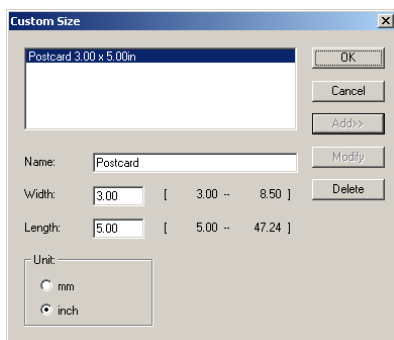 Custom Size
Postcard 3.00 x 5.00in
OK
Cancel
Add>>
Name: Postcard
Modify
Width: 3.00 [ 3.00 -- 8.50 ]
Delete
Length: 5.00 [ 5.00 -- 47.24 ]
Unit:
mm
inch